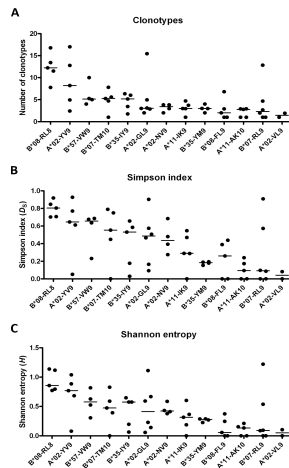 A
Clonotypes
Number of clonotypes
20
15
10
5
0
B*08-RL8
A*02-YV9
B*57-VW9
B*07-TM10
B*35-IY9
A*02-GL9
A*02-NV9
A*11-IK9
B*35-YM9
B*08-FL9
A*11-AK10
B*07-RL9
A*02-VL9
B
Simpson index
Simpson index (DS)
1.0
0.8
0.6
0.4
0.2
0.0
B*08-RL8
A*02-YV9
B*57-VW9
B*07-TM10
B*35-IY9
A*02-GL9
A*02-NV9
A*11-IK9
B*35-YM9
B*08-FL9
A*11-AK10
B*07-RL9
A*02-VL9
C
Shannon entropy
Shannon entropy (H)
1.5
1.0
0.5
0.0
B*08-RL8
A*02-YV9
B*57-VW9
B*07-TM10
B*35-IY9
A*02-GL9
A*02-NV9
A*11-IK9
B*35-YM9
B*08-FL9
A*11-AK10
B*07-RL9
A*02-VL9